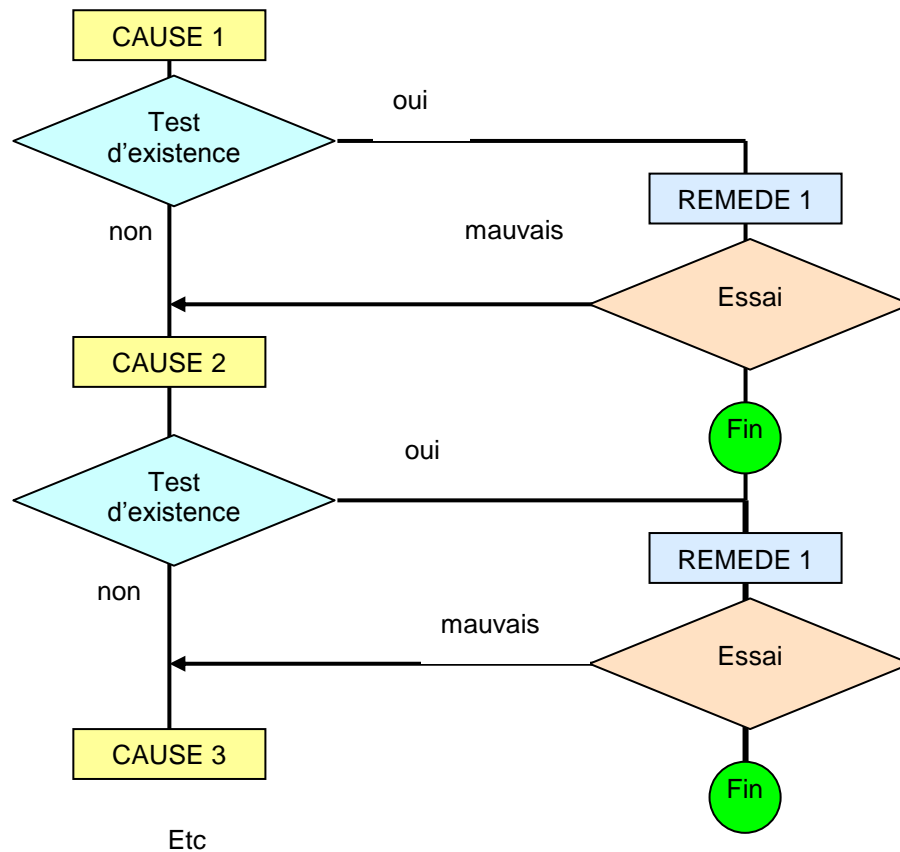 CAUSE 1
oui
Test
d'existence
REMEDE 1
non
mauvais
Essai
CAUSE 2
Fin
oui
Test
d'existence
REMEDE 1
non
mauvais
Essai
CAUSE 3
Fin
Etc